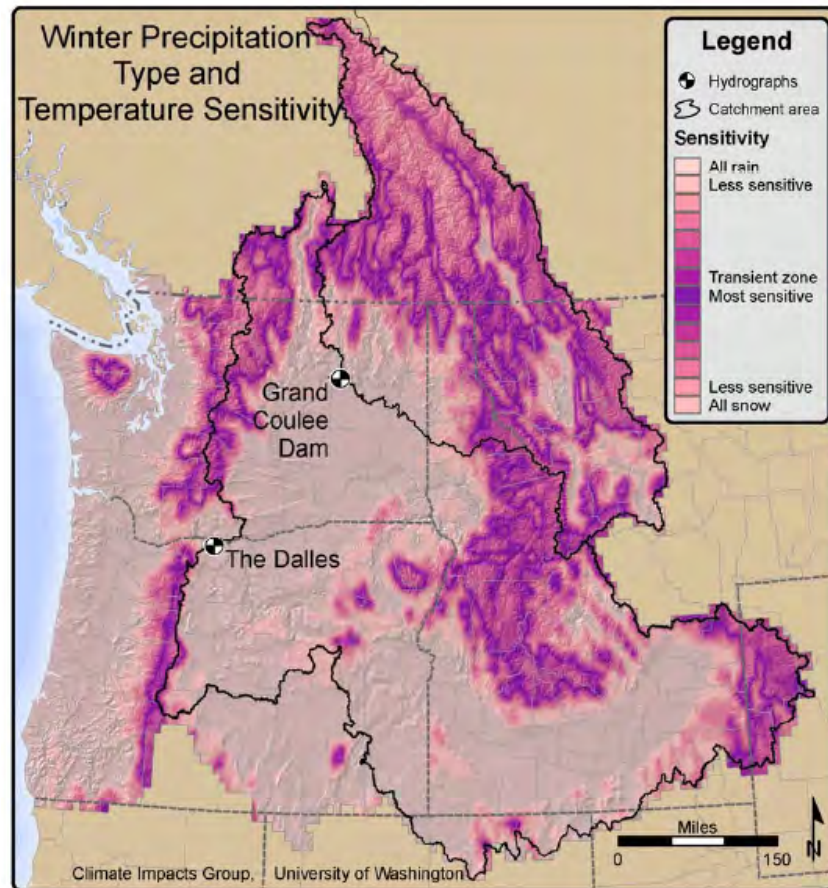 Winter Precipitation
Type and
Temperature Sensitivity
Legend
Hydrographs
Catchment area
Sensitivity
All rain
Less sensitive
Transient zone
Most sensitive
Less sensitive
All snow
Grand
Coulee
Dam
The Dalles
Miles
0 150
N
Climate Impacts Group, University of Washington